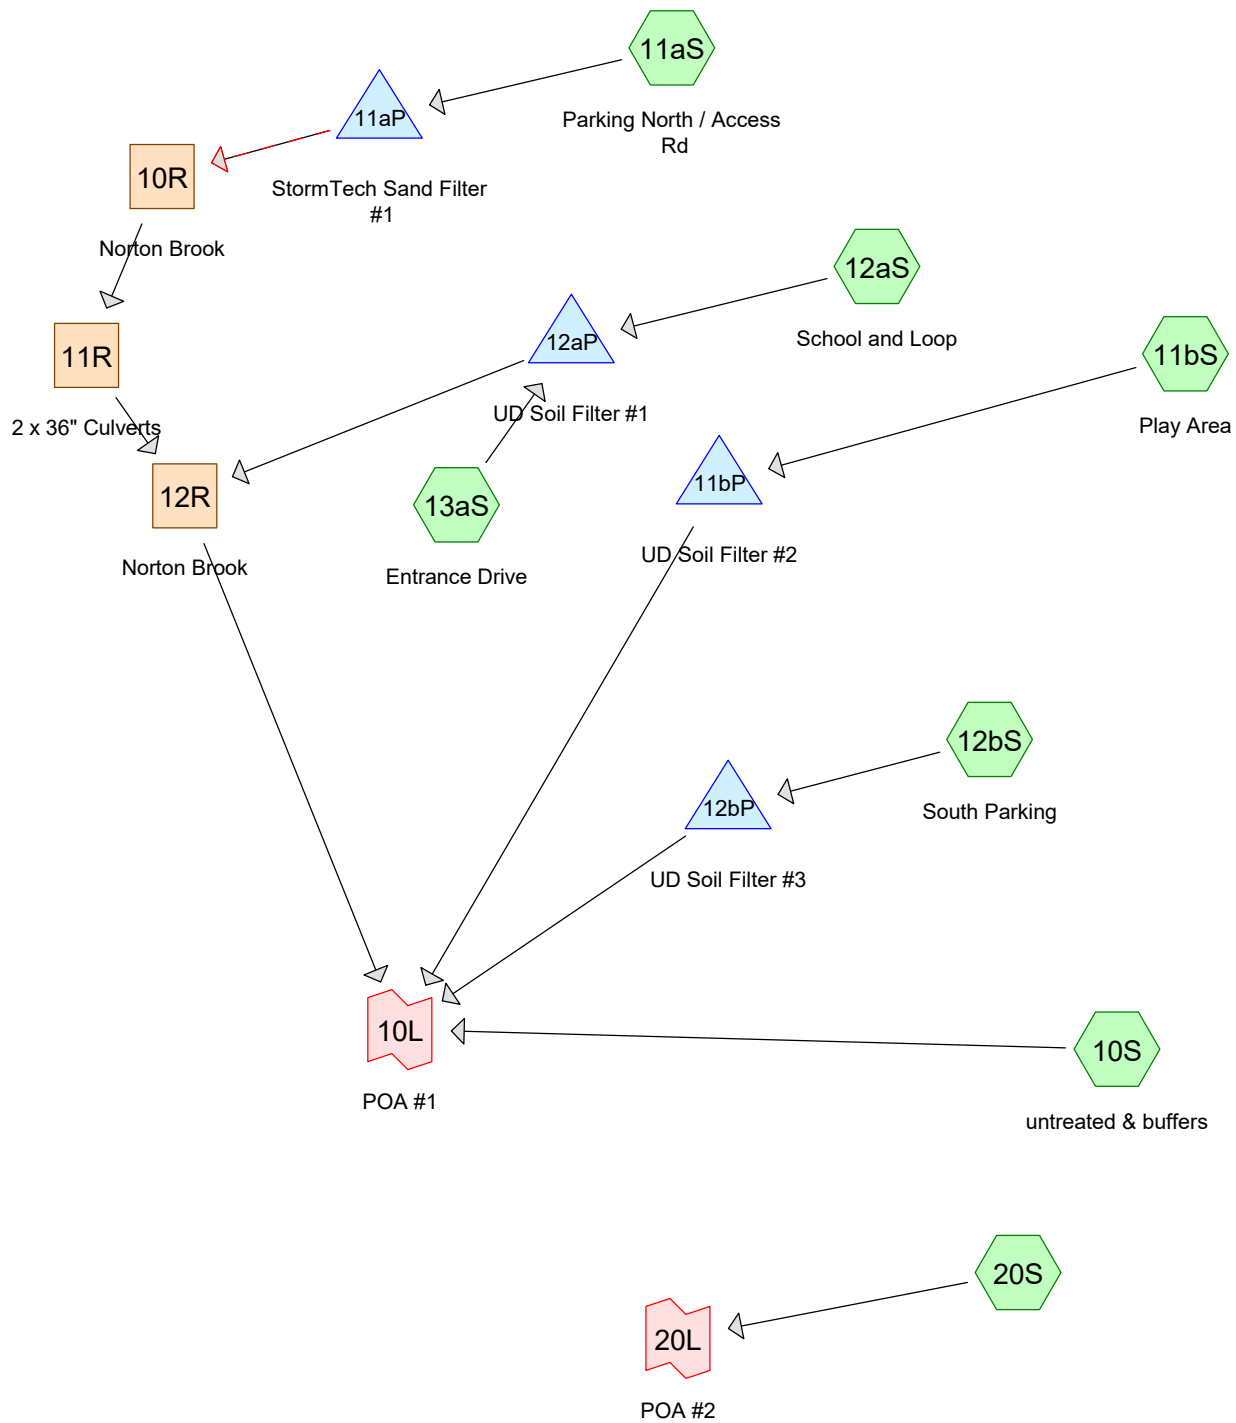 11aS
Parking North / Access
Rd
11aP
StormTech Sand Filter
#1
10R
Norton Brook
12aS
School and Loop
11R
2 x 36" Culverts
12aP
UD Soil Filter #1
11bS
Play Area
12R
Norton Brook
13aS
Entrance Drive
11bP
UD Soil Filter #2
12bS
South Parking
12bP
UD Soil Filter #3
10L
POA #1
10S
untreated & buffers
20S
20L
POA #2